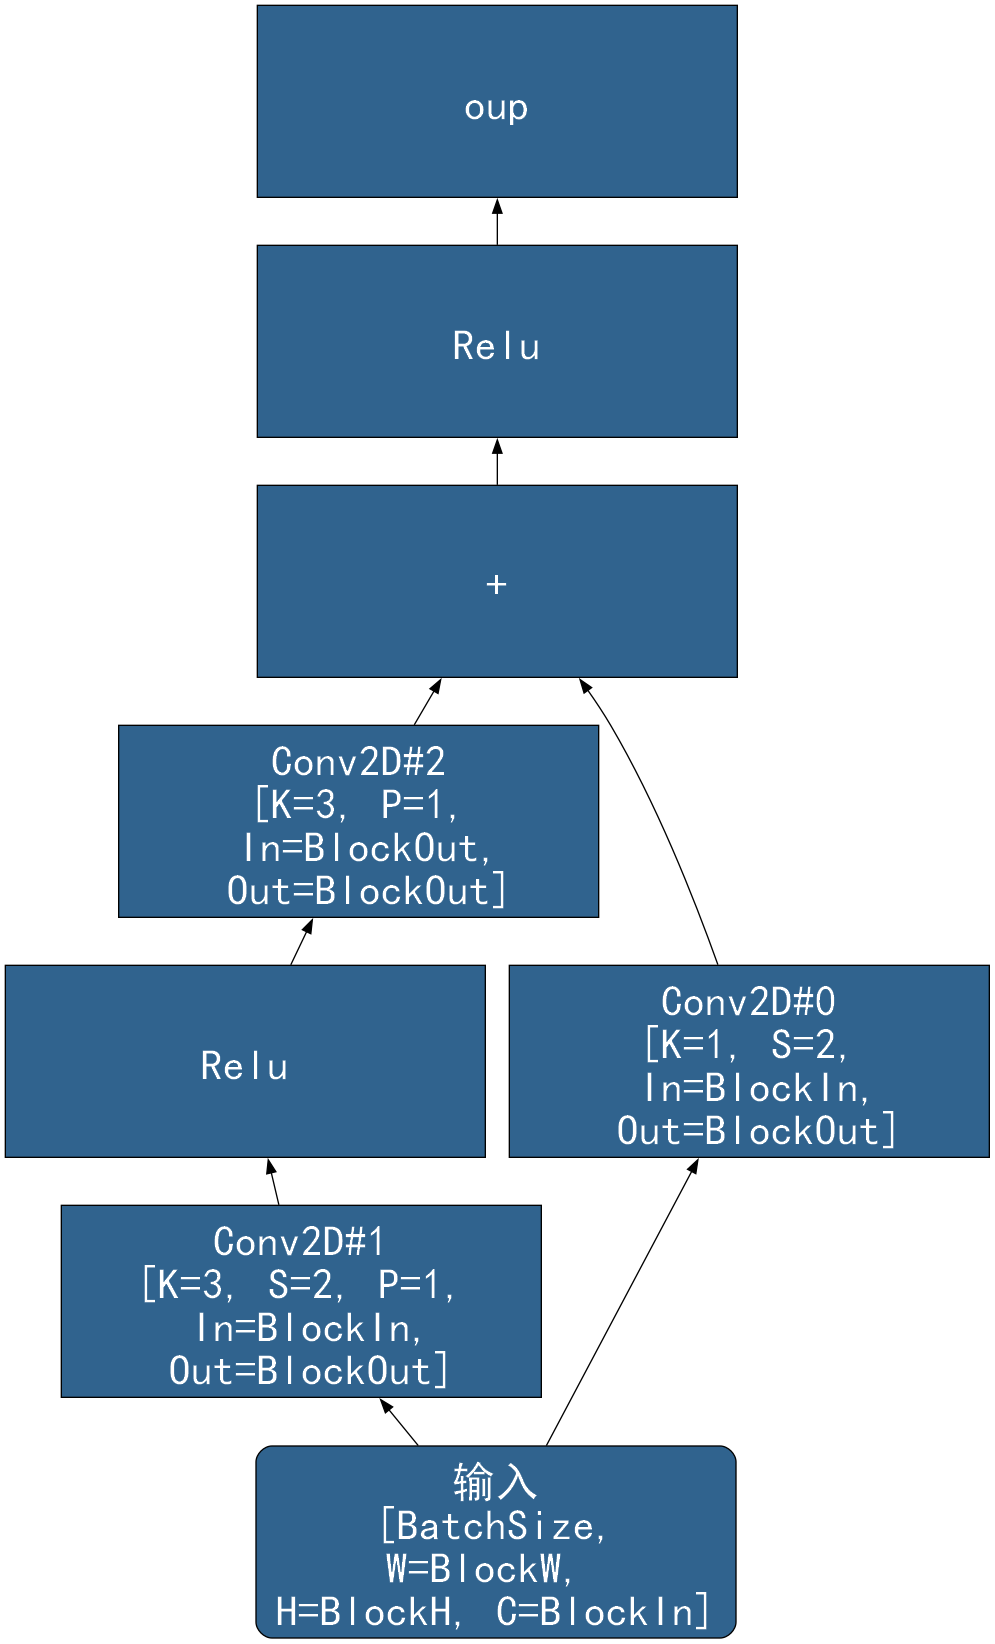 oup
Relu
+
Conv2D#2
[K=3, P=1,
In=BlockOut,
Out=BlockOut]
Relu
Conv2D#0
[K=1, S=2,
In=BlockIn,
Out=BlockOut]
Conv2D#1
[K=3, S=2, P=1,
In=BlockIn,
Out=BlockOut]
输入
[BatchSize,
W=BlockW,
H=BlockH, C=BlockIn]